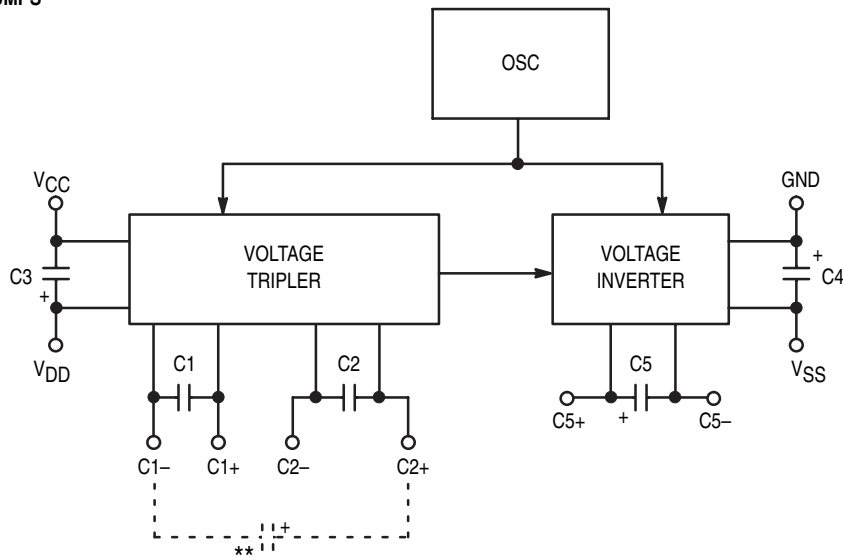 OSC
VCC
GND
VOLTAGE
TRIPLER
VOLTAGE
INVERTER
C3
+
+
C4
VDD
VSS
C1
C2
C5
+
C5+
C5–
C1–
C1+
C2–
C2+
+
**